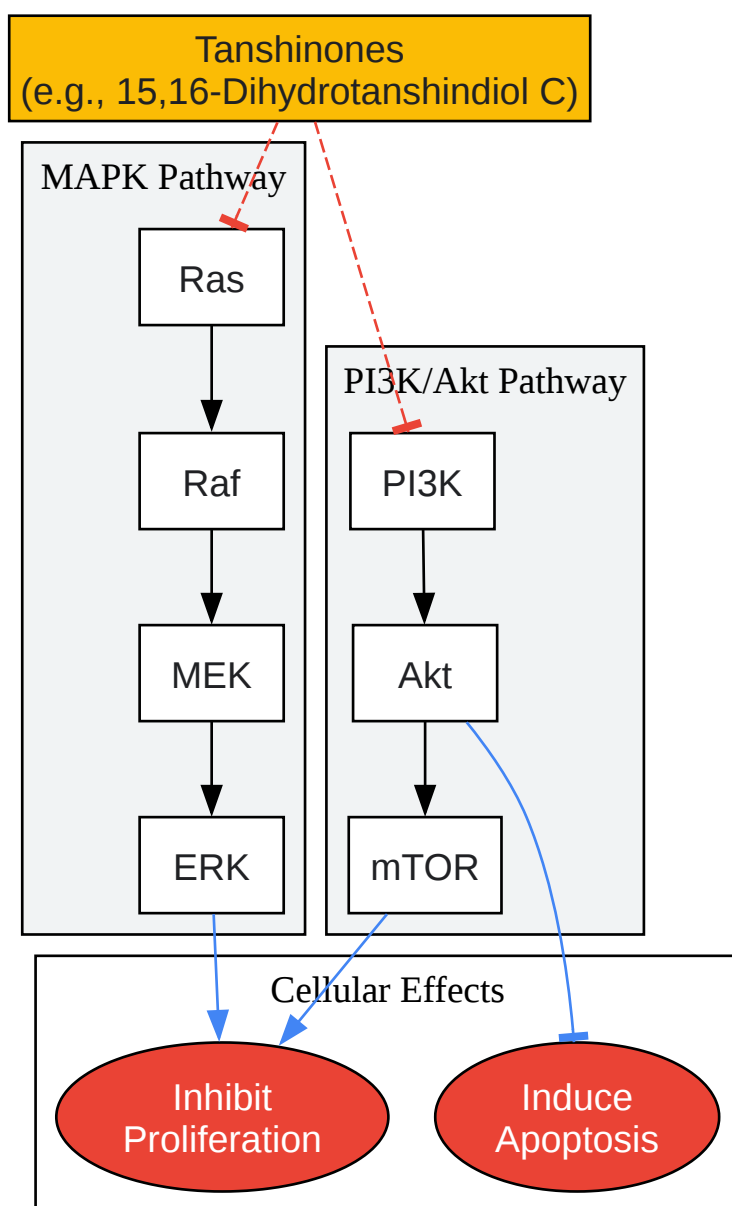 Tanshinones
(e.g., 15,16-Dihydrotanshindiol C)
MAPK Pathway
Ras
Raf
MEK
ERK
PI3K/Akt Pathway
PI3K
Akt
mTOR
Cellular Effects
Inhibit
Proliferation
Induce
Apoptosis